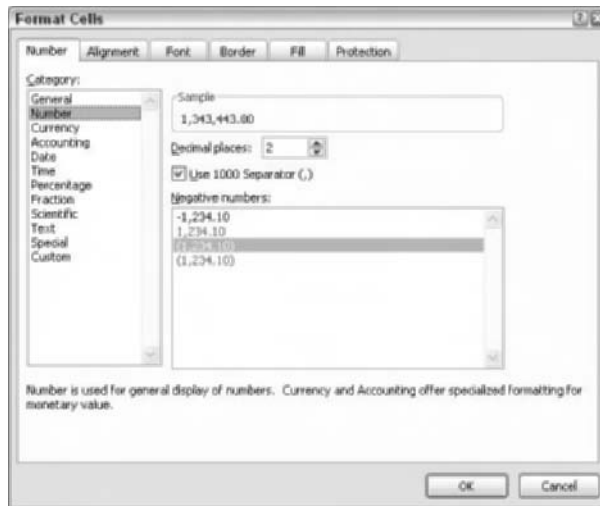 Format Cells
Number Alignment Font Border Fill Protection
Category:
General
Number
Currency
Accounting
Date
Time
Percentage
Fraction
Scientific
Text
Special
Custom
Sample
1,343,443.00
Decimal places: 2
Use 1000 Separator (,)
Negative numbers:
-1,234.10
1,234.10
(1,234.10)
(1,234.10)
Number is used for general display of numbers. Currency and Accounting offer specialized formatting for
monetary value.
OK Cancel